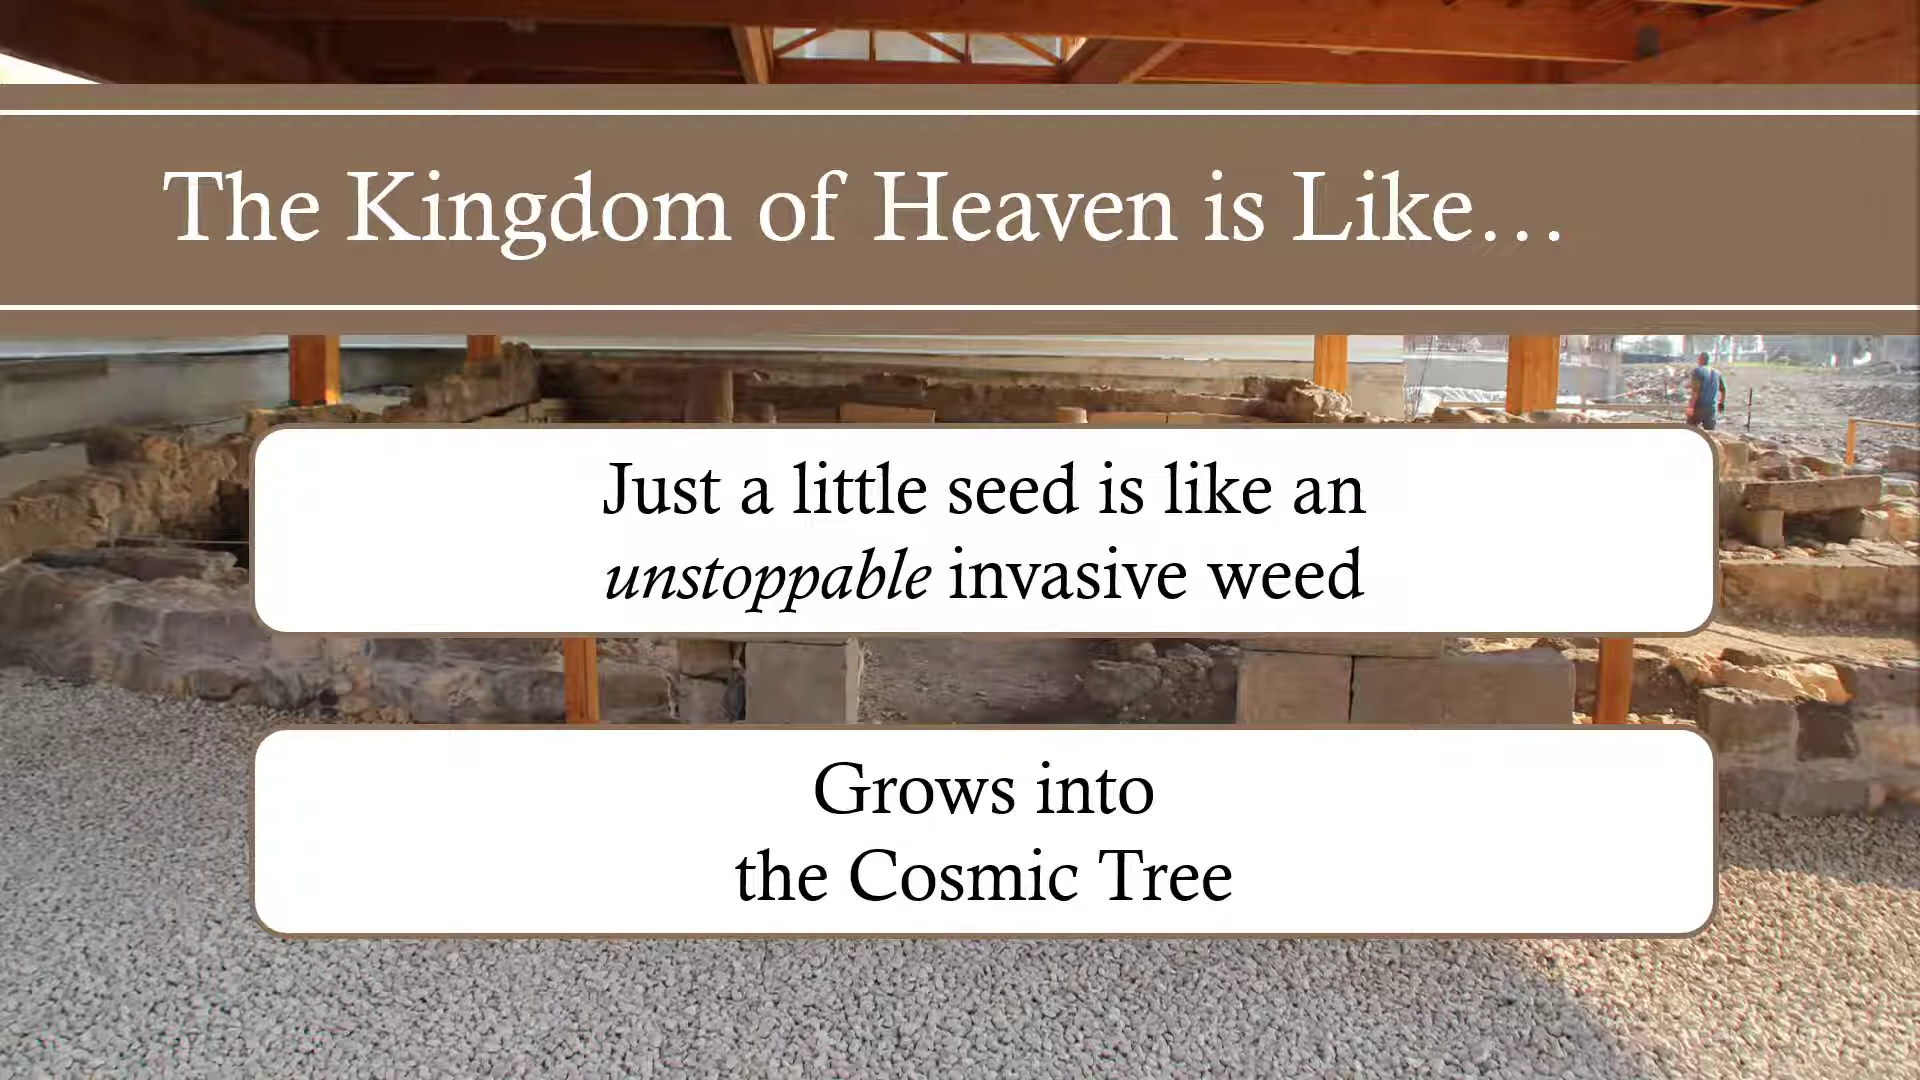 The Kingdom of Heaven is Like…
Just a little seed is like an
unstoppable invasive weed
Grows into
the Cosmic Tree